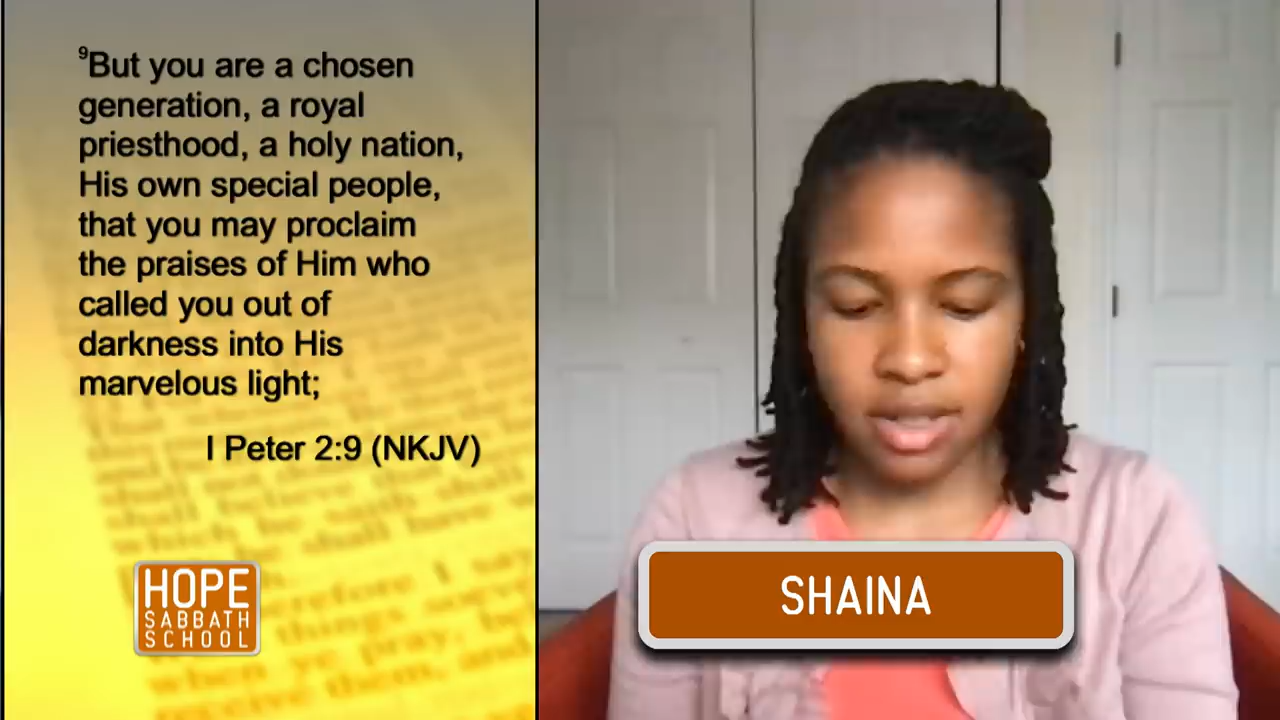 ⁹But you are a chosen
generation, a royal
priesthood, a holy nation,
His own special people,
that you may proclaim
the praises of Him who
called you out of
darkness into His
marvelous light;
I Peter 2:9 (NKJV)
HOPE
SABBATH
SCHOOL
SHAINA